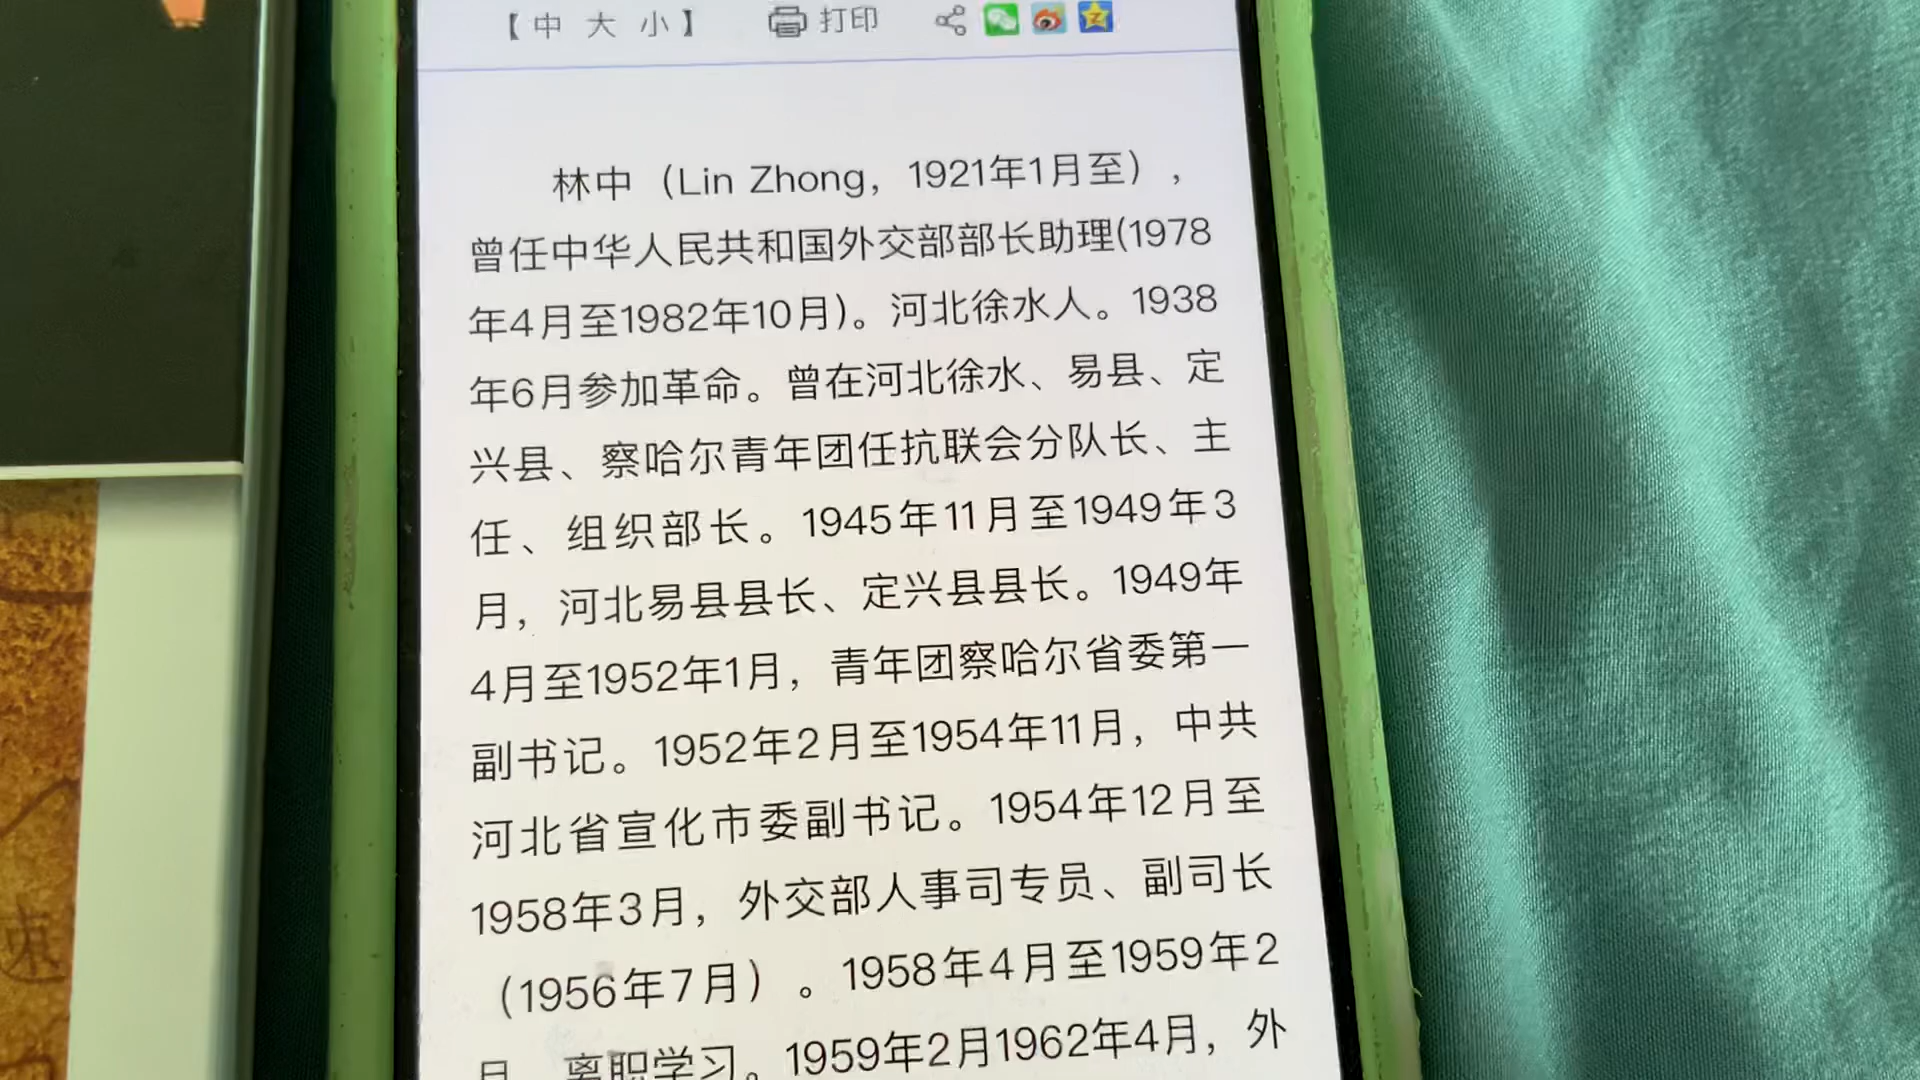 【中 大 小】 打印
林中（Lin Zhong，1921年1月至），
曾任中华人民共和国外交部部长助理(1978
年4月至1982年10月)。河北徐水人。1938
年6月参加革命。曾在河北徐水、易县、定
兴县、察哈尔青年团任抗联会分队长、主
任、组织部长。1945年11月至1949年3
月，河北易县县长、定兴县县长。1949年
4月至1952年1月，青年团察哈尔省委第一
副书记。1952年2月至1954年11月，中共
河北省宣化市委副书记。1954年12月至
1958年3月，外交部人事司专员、副司长
（1956年7月）。1958年4月至1959年2
月，离职学习。1959年2月1962年4月，外